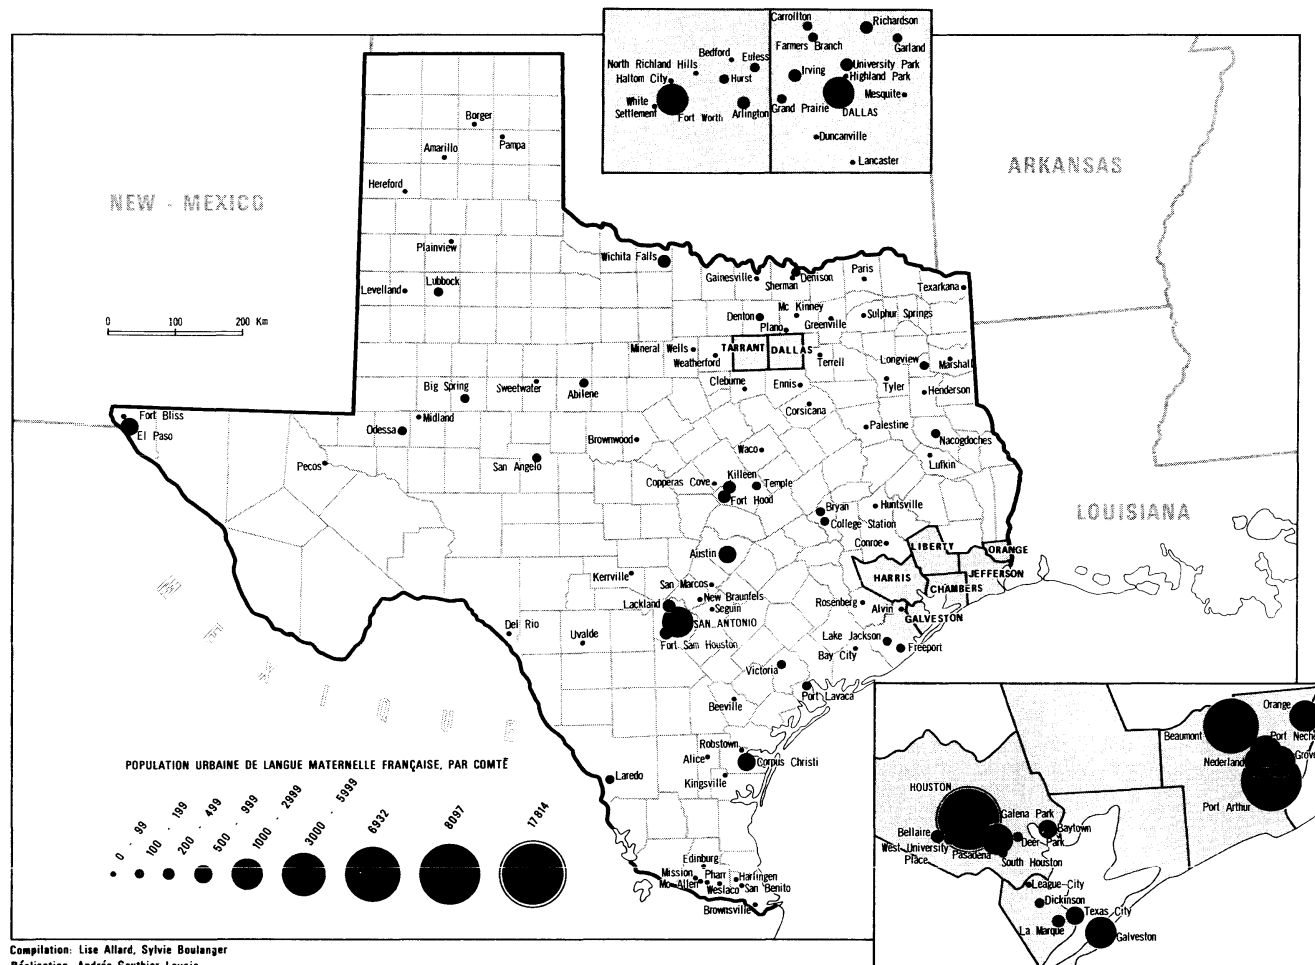 Carrollton
Richardson
Farmers Branch
Garland
Bedford
Euless
North Richland Hills
Haltom City
Hurst
White
Settlement
Fort Worth
Arlington
University Park
Irving
Highland Park
Mesquite
Grand Prairie
DALLAS
Duncanville
Lancaster
NEW - MEXICO
ARKANSAS
LOUISIANA
Borger
Pampa
Amarillo
Hereford
Plainview
Levelland
Lubbock
Wichita Falls
Gainesville
Sherman
Denison
Paris
Texarkana
0 100 200 Km
Denton
Mc Kinney
Plano
Greenville
Sulphur Springs
Mineral Wells
Weatherford
TARRANT
DALLAS
Terrell
Longview
Marshall
Big Spring
Sweetwater
Abilene
Cleburne
Ennis
Tyler
Henderson
Fort Bliss
El Paso
Midland
Odessa
Corsicana
Palestine
Nacogdoches
Brownwood
Waco
Lufkin
Pecos
San Angelo
Killeen
Copperas Cove
Temple
Fort Hood
Bryan
College Station
Huntsville
Conroe
Austin
LIBERTY
ORANGE
HARRIS
JEFFERSON
CHAMBERS
GALVESTON
Kerrville
San Marcos
New Braunfels
Seguin
Lackland
SAN ANTONIO
Fort Sam Houston
Rosenberg
Alvin
Del Rio
Uvalde
Lake Jackson
Bay City
Freeport
Victoria
Port Lavaca
Beeville
Robstown
Alice
Corpus Christi
Kingsville
Laredo
Edinburg
Mission
Pharr
Mc Allen
Weslaco
Harlingen
San Benito
Brownsville
POPULATION URBAINE DE LANGUE MATERNELLE FRANÇAISE, PAR COMTÉ
0 - 99
100 - 199
200 - 499
500 - 999
1000 - 2999
3000 - 5999
6932
8097
17814
Orange
Beaumont
Port Nech
Nederland
Grov
Port Arthur
HOUSTON
Galena Park
Baytown
Bellaire
Deer Park
West University
Place
Pasadena
South Houston
League City
Dickinson
Texas City
La Marque
Galveston
Compilation: Lise Allard, Sylvie Boulanger